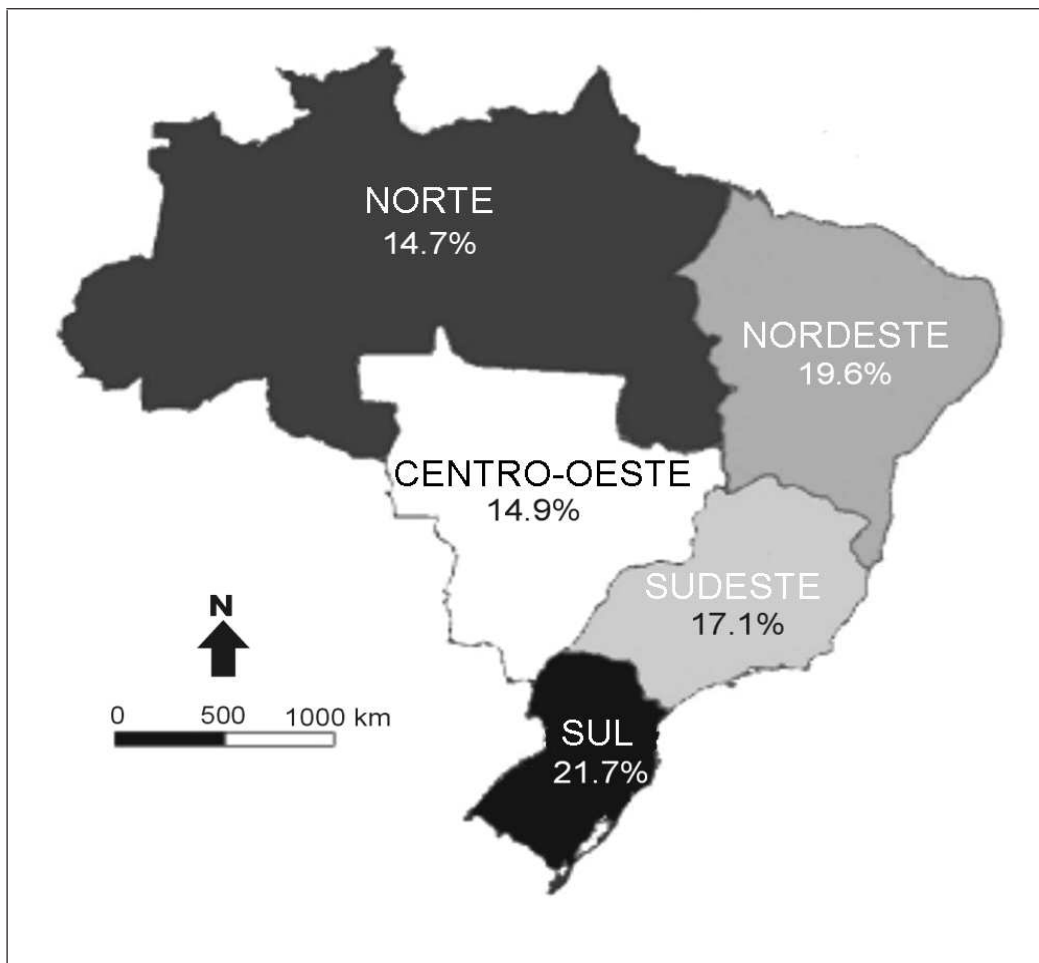 NORTE
14.7%
NORDESTE
19.6%
CENTRO-OESTE
14.9%
SUDESTE
17.1%
N
0 500 1000 km
SUL
21.7%